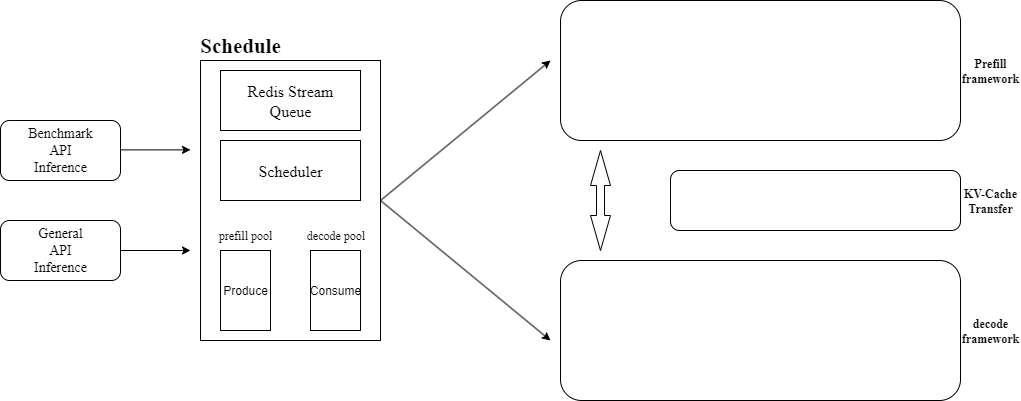 Schedule
Redis Stream
Queue
Scheduler
prefill pool
decode pool
Produce
Consume
Benchmark
API
Inference
General
API
Inference
Prefill
framework
KV-Cache
Transfer
decode
framework